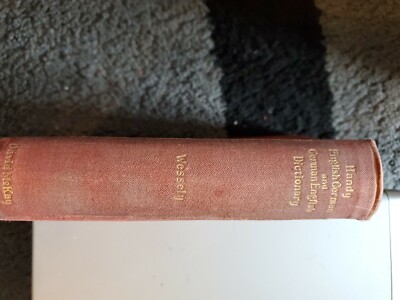 Handy
English German
and
German English
Dictionary
Wessely
David McKay